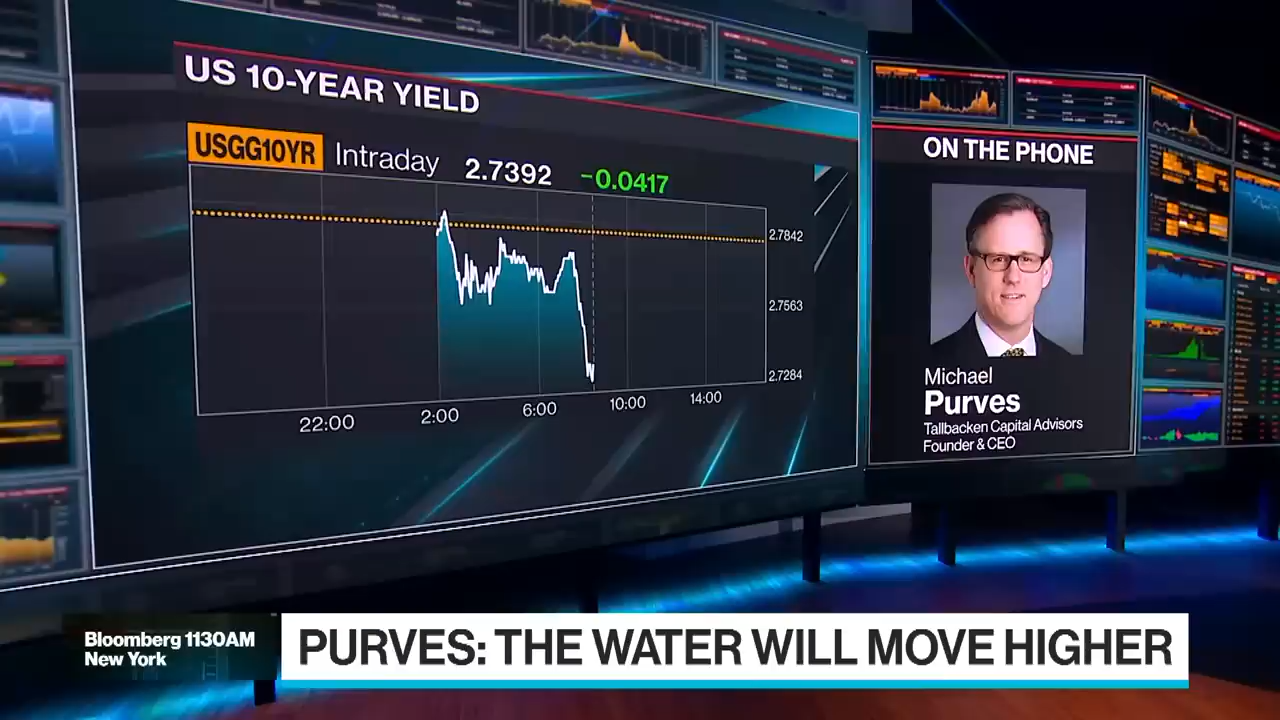 US 10-YEAR YIELD
USGG10YR Intraday 2.7392 -0.0417
2.7842
2.7563
2.7284
22:00 2:00 6:00 10:00 14:00
ON THE PHONE
Michael
Purves
Tallbacken Capital Advisors
Founder & CEO
Bloomberg 1130AM
New York
PURVES: THE WATER WILL MOVE HIGHER